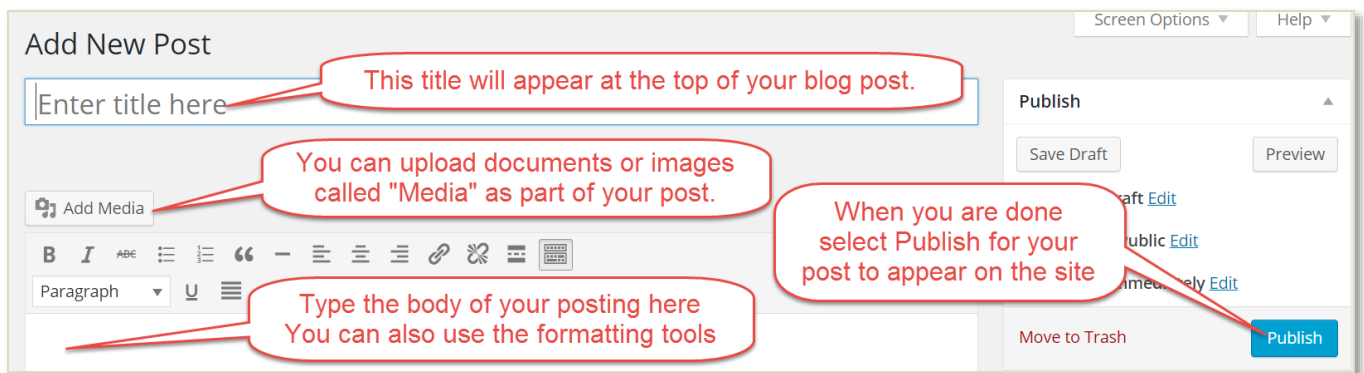 Screen Options
Help
Add New Post
This title will appear at the top of your blog post.
Enter title here
Publish
You can upload documents or images
called "Media" as part of your post.
Save Draft
Preview
Add Media
When you are done
select Publish for your
post to appear on the site
Edit
Edit
Edit
B I ABC
Paragraph U
Type the body of your posting here
You can also use the formatting tools
Move to Trash
Publish